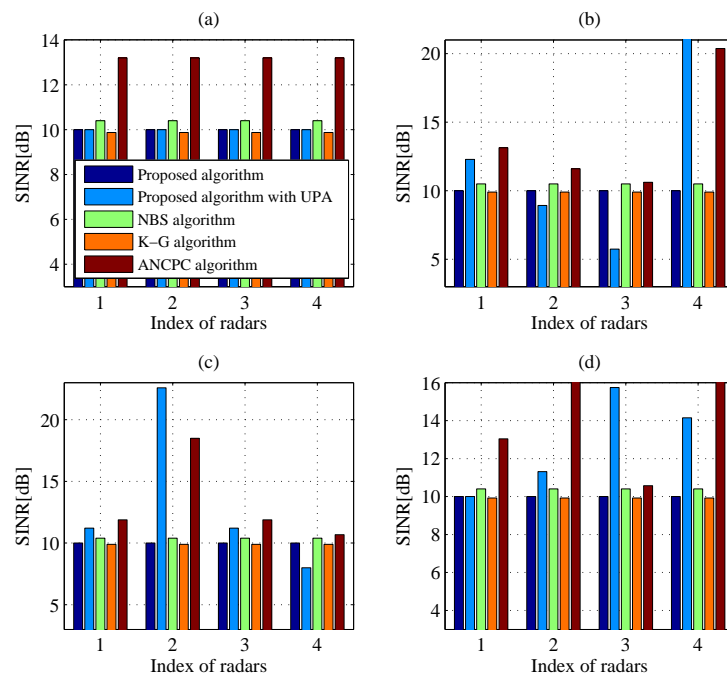 (a)
14
12
10
8
6
4
SINR[dB]
Proposed algorithm
Proposed algorithm with UPA
NBS algorithm
K−G algorithm
ANCPC algorithm
1 2 3 4
Index of radars
(b)
20
15
10
5
SINR[dB]
1 2 3 4
Index of radars
(c)
20
15
10
5
SINR[dB]
1 2 3 4
Index of radars
(d)
16
14
12
10
8
6
4
SINR[dB]
1 2 3 4
Index of radars